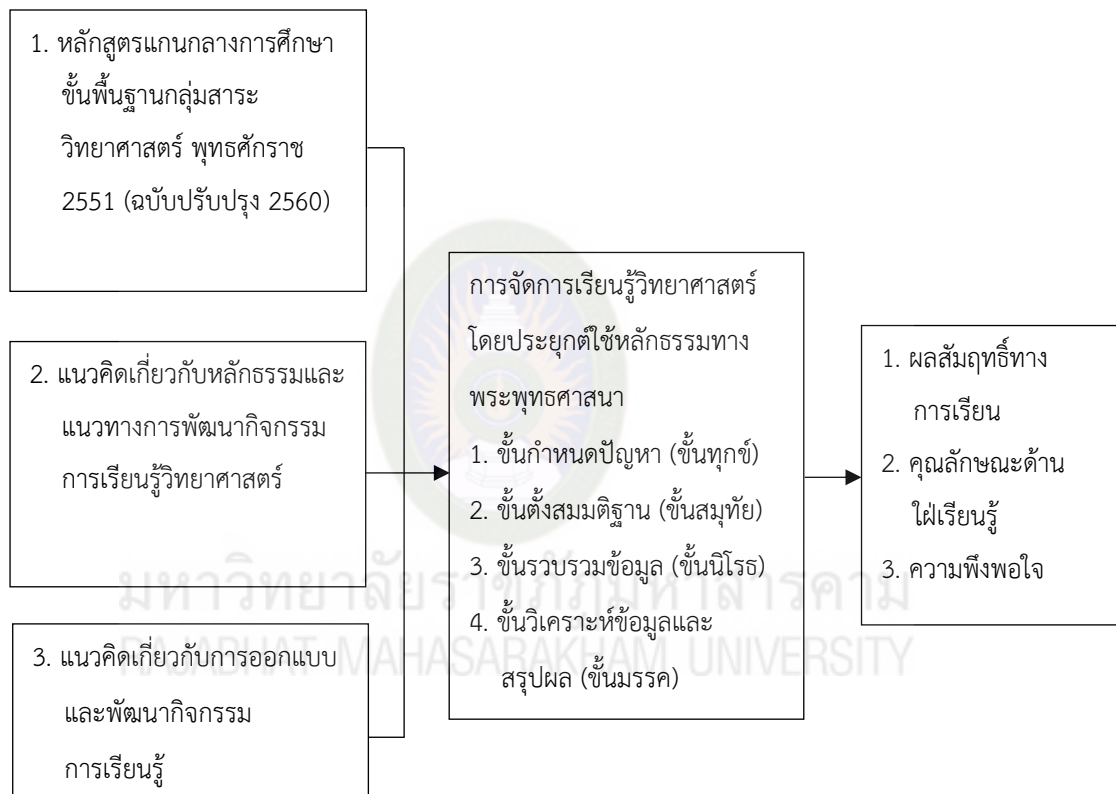 1. หลักสูตรแกนกลางการศึกษา
ขั้นพื้นฐานกลุ่มสาระ
วิทยาศาสตร์ พุทธศักราช
2551 (ฉบับปรับปรุง 2560)
2. แนวคิดเกี่ยวกับหลักธรรมและ
แนวทางการพัฒนากิจกรรม
การเรียนรู้วิทยาศาสตร์
3. แนวคิดเกี่ยวกับการออกแบบ
และพัฒนากิจกรรม
การเรียนรู้
การจัดการเรียนรู้วิทยาศาสตร์
โดยประยุกต์ใช้หลักธรรมทาง
พระพุทธศาสนา
1. ขั้นกำหนดปัญหา (ขั้นทุกข์)
2. ขั้นตั้งสมมติฐาน (ขั้นสมุทัย)
3. ขั้นรวบรวมข้อมูล (ขั้นนิโรธ)
4. ขั้นวิเคราะห์ข้อมูลและ
สรุปผล (ขั้นมรรค)
1. ผลสัมฤทธิ์ทาง
การเรียน
2. คุณลักษณะด้าน
ใฝ่เรียนรู้
3. ความพึงพอใจ
มหาวิทยาลัยราชภัฏมหาสารคาม
RAJABHAT MAHASARAKHAM UNIVERSITY